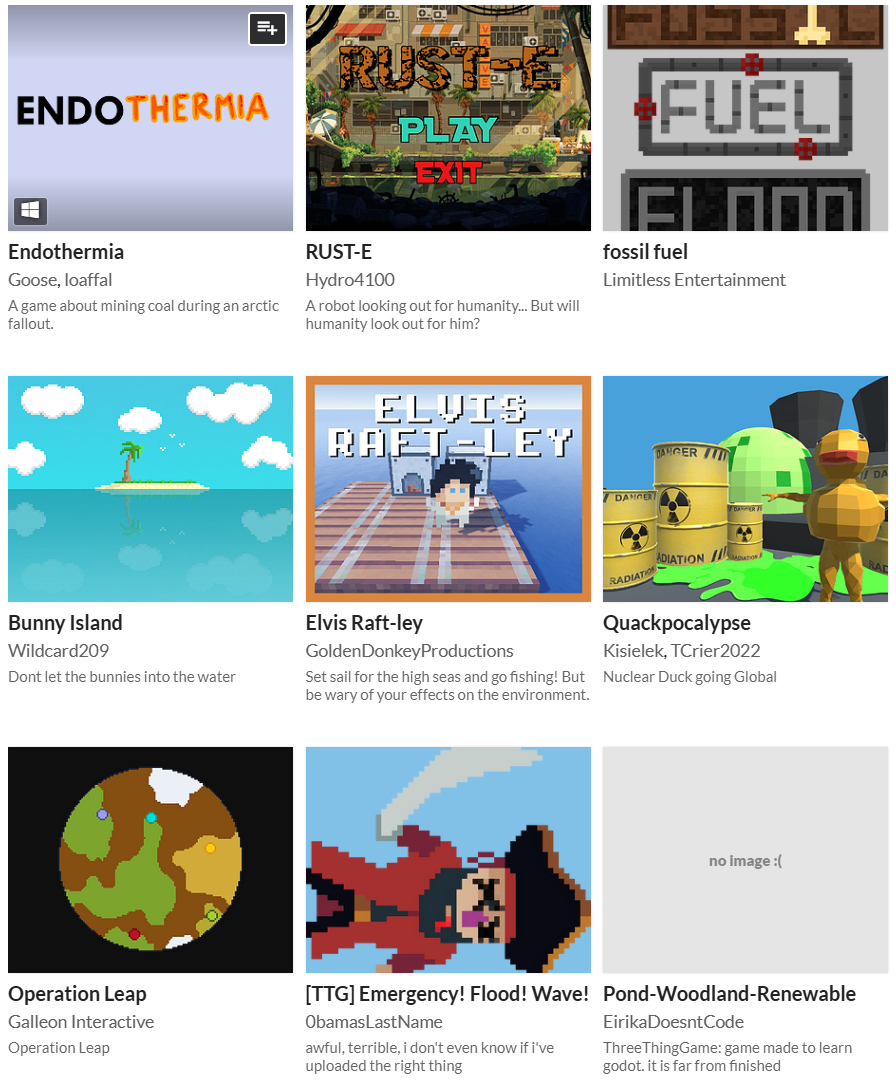 ENDOTHERMIA
Endothermia
Goose, loaffal
A game about mining coal during an arctic
fallout.
RUST-E
PLAY
EXIT
RUST-E
Hydro4100
A robot looking out for humanity... But will
humanity look out for him?
FOSSIL
FUEL
FLOOD
fossil fuel
Limitless Entertainment
Bunny Island
Wildcard209
Dont let the bunnies into the water
ELVIS
RAFT-LEY
Elvis Raft-ley
GoldenDonkeyProductions
Set sail for the high seas and go fishing! But
be wary of your effects on the environment.
DANGER
DANGER
RADIATION
RADIATION
Quackpocalypse
Kisielek, TCrier2022
Nuclear Duck going Global
Operation Leap
Galleon Interactive
Operation Leap
[TTG] Emergency! Flood! Wave!
0bamasLastName
awful, terrible, i don't even know if i've
uploaded the right thing
no image :(
Pond-Woodland-Renewable
EirikaDoesntCode
ThreeThingGame: game made to learn
godot. it is far from finished